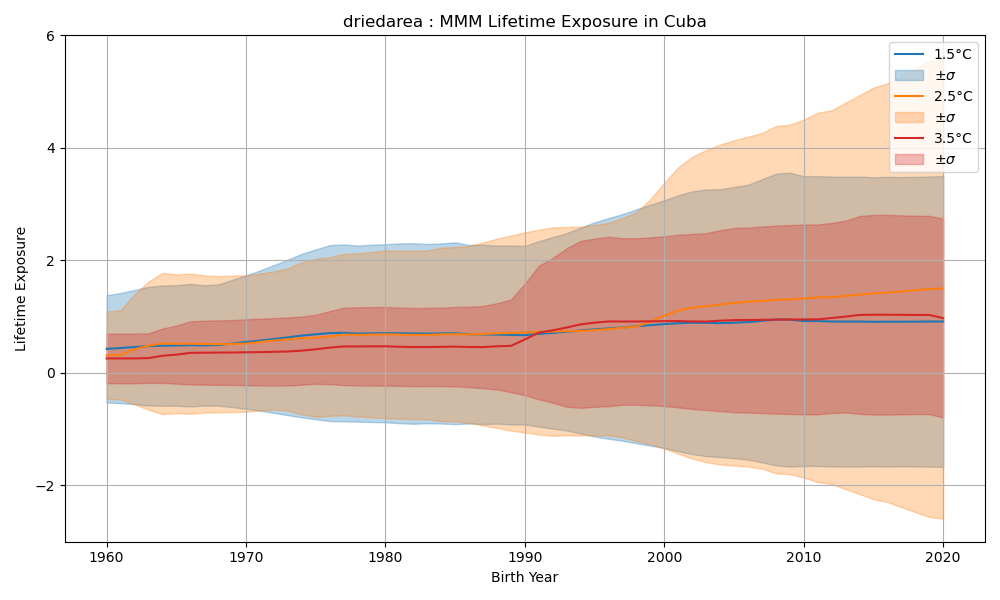 driedarea : MMM Lifetime Exposure in Cuba
6
4
2
0
−2
Lifetime Exposure
1.5°C
±σ
2.5°C
±σ
3.5°C
±σ
1960 1970 1980 1990 2000 2010 2020
Birth Year